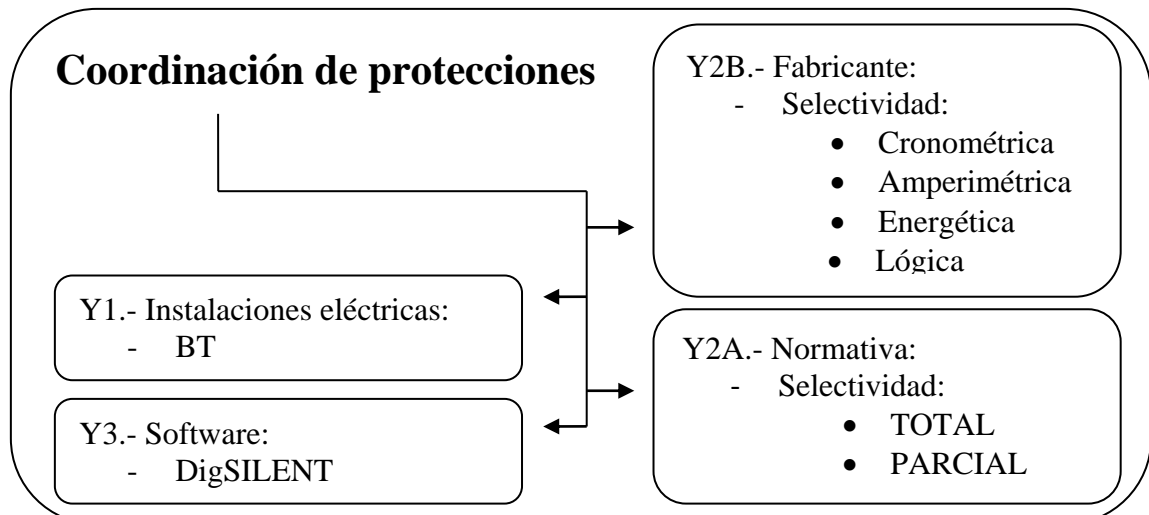 Coordinación de protecciones
Y2B.- Fabricante:
- Selectividad:
• Cronométrica
• Amperimétrica
• Energética
• Lógica
Y1.- Instalaciones eléctricas:
- BT
Y2A.- Normativa:
- Selectividad:
• TOTAL
• PARCIAL
Y3.- Software:
- DigSILENT